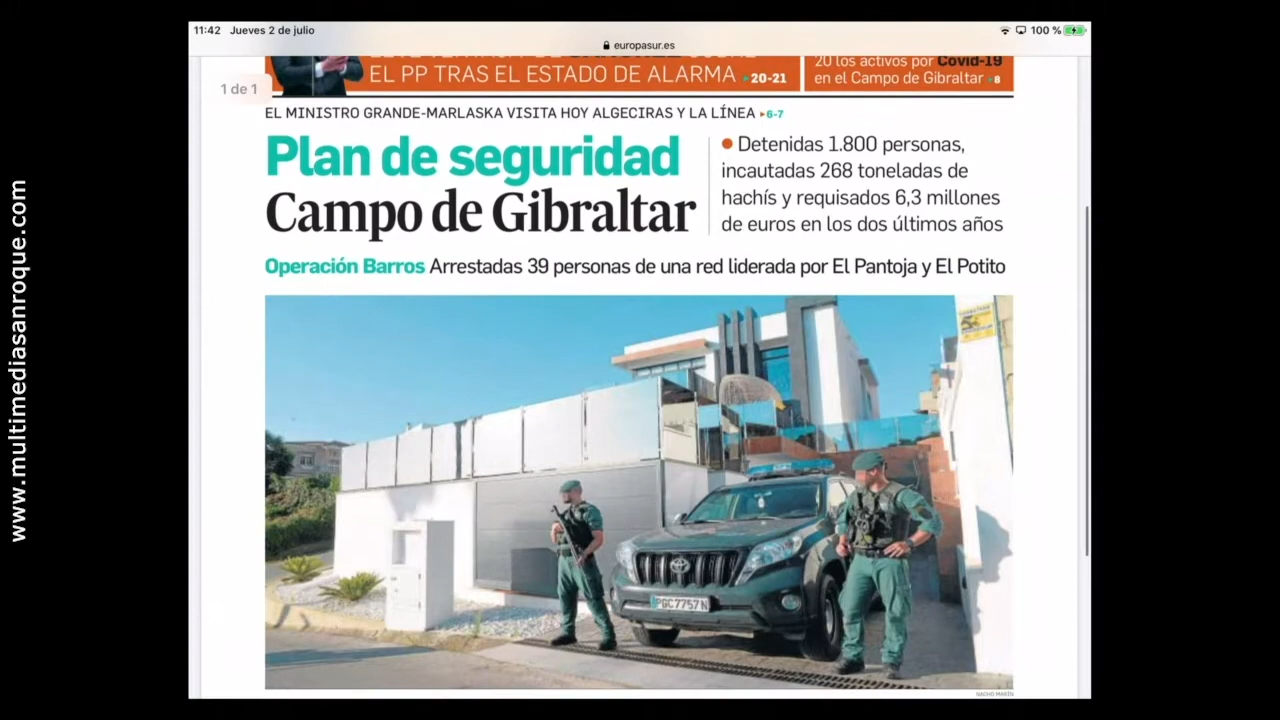 11:42 Jueves 2 de julio
100 %
europasur.es
EL PP TRAS EL ESTADO DE ALARMA ▸20-21
20 los activos por Covid-19
en el Campo de Gibraltar ▸8
1 de 1
EL MINISTRO GRANDE-MARLASKA VISITA HOY ALGECIRAS Y LA LÍNEA ▸6-7
Plan de seguridad
Campo de Gibraltar
● Detenidas 1.800 personas,
incautadas 268 toneladas de
hachís y requisados 6,3 millones
de euros en los dos últimos años
Operación Barros Arrestadas 39 personas de una red liderada por El Pantoja y El Potito
PGC7757N
NACHO MARÍN
www.multimediasanroque.com